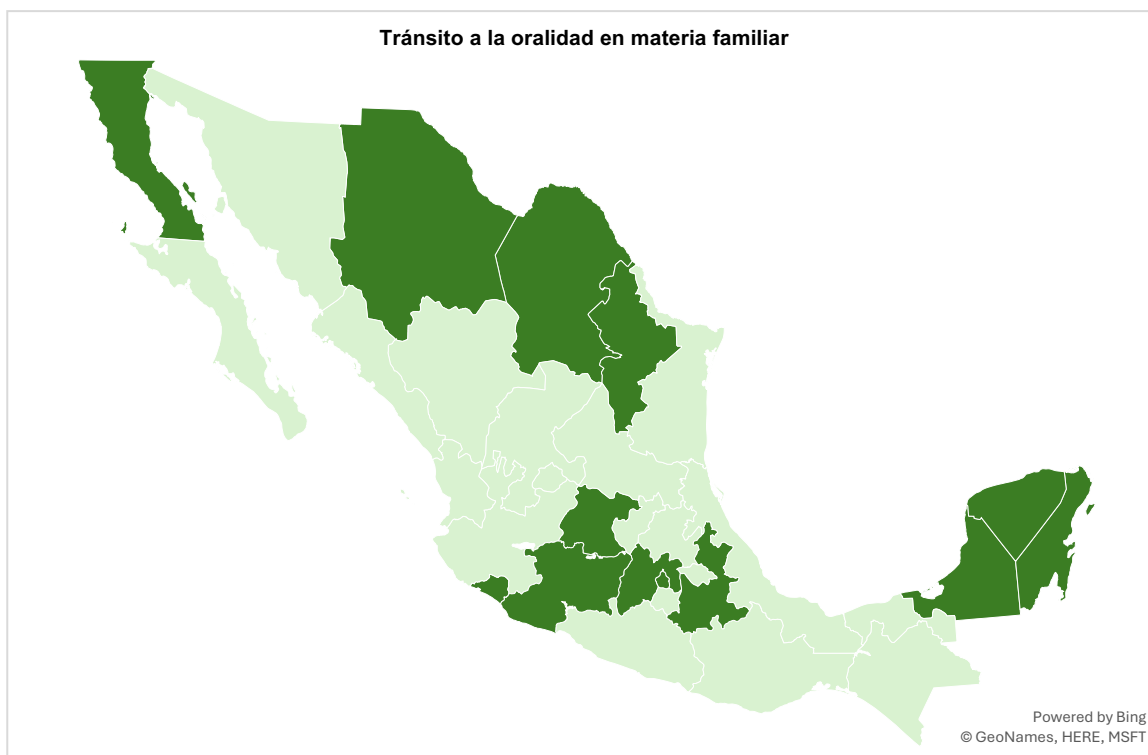 Tránsito a la oralidad en materia familiar
Powered by Bing
© GeoNames, HERE, MSFT